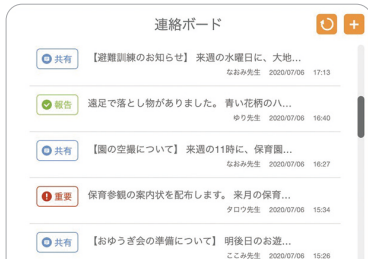 連絡ボード
共有 【避難訓練のお知らせ】 来週の水曜日に、大地…
なおみ先生 2020/07/06 17:13
報告 遠足で落とし物がありました。 青い花柄のハ…
ゆり先生 2020/07/06 16:40
共有 【園の空撮について】 来週の11時に、保育園…
なおみ先生 2020/07/06 16:27
重要 保育参観の案内状を配布します。 来月の保育…
タロウ先生 2020/07/06 15:34
共有 【おゆうぎ会の準備について】 明後日のお遊…
ここみ先生 2020/07/06 15:26